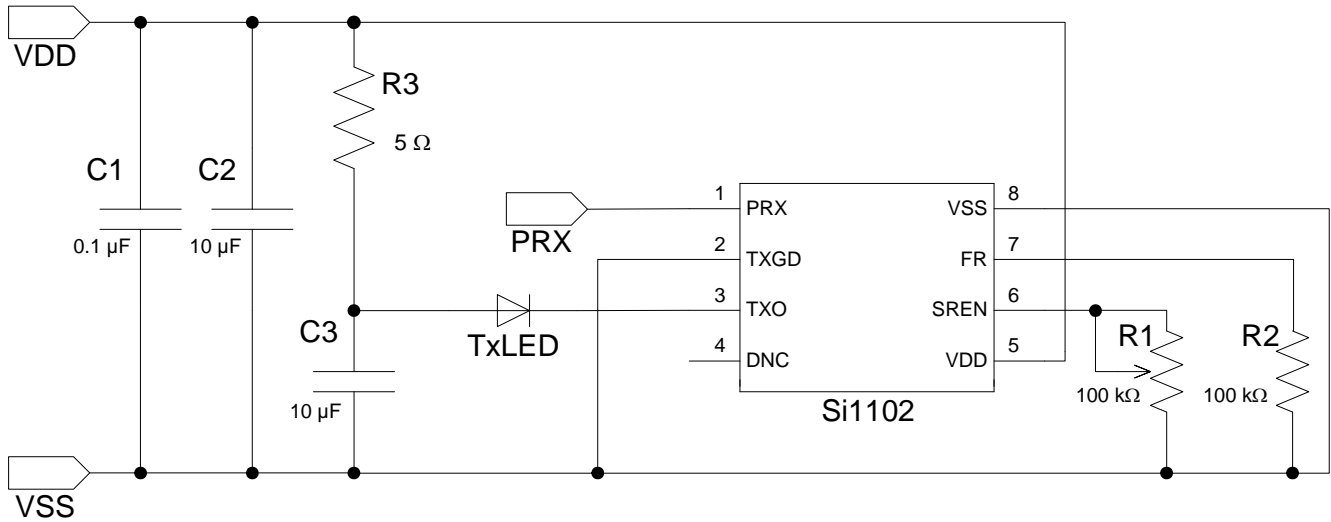 VDD
R3
5 Ω
C1
0.1 µF
C2
10 µF
PRX
1
PRX
VSS
8
2
TXGD
FR
7
3
TXO
SREN
6
4
DNC
VDD
5
TxLED
C3
10 µF
Si1102
R1
100 kΩ
R2
100 kΩ
VSS